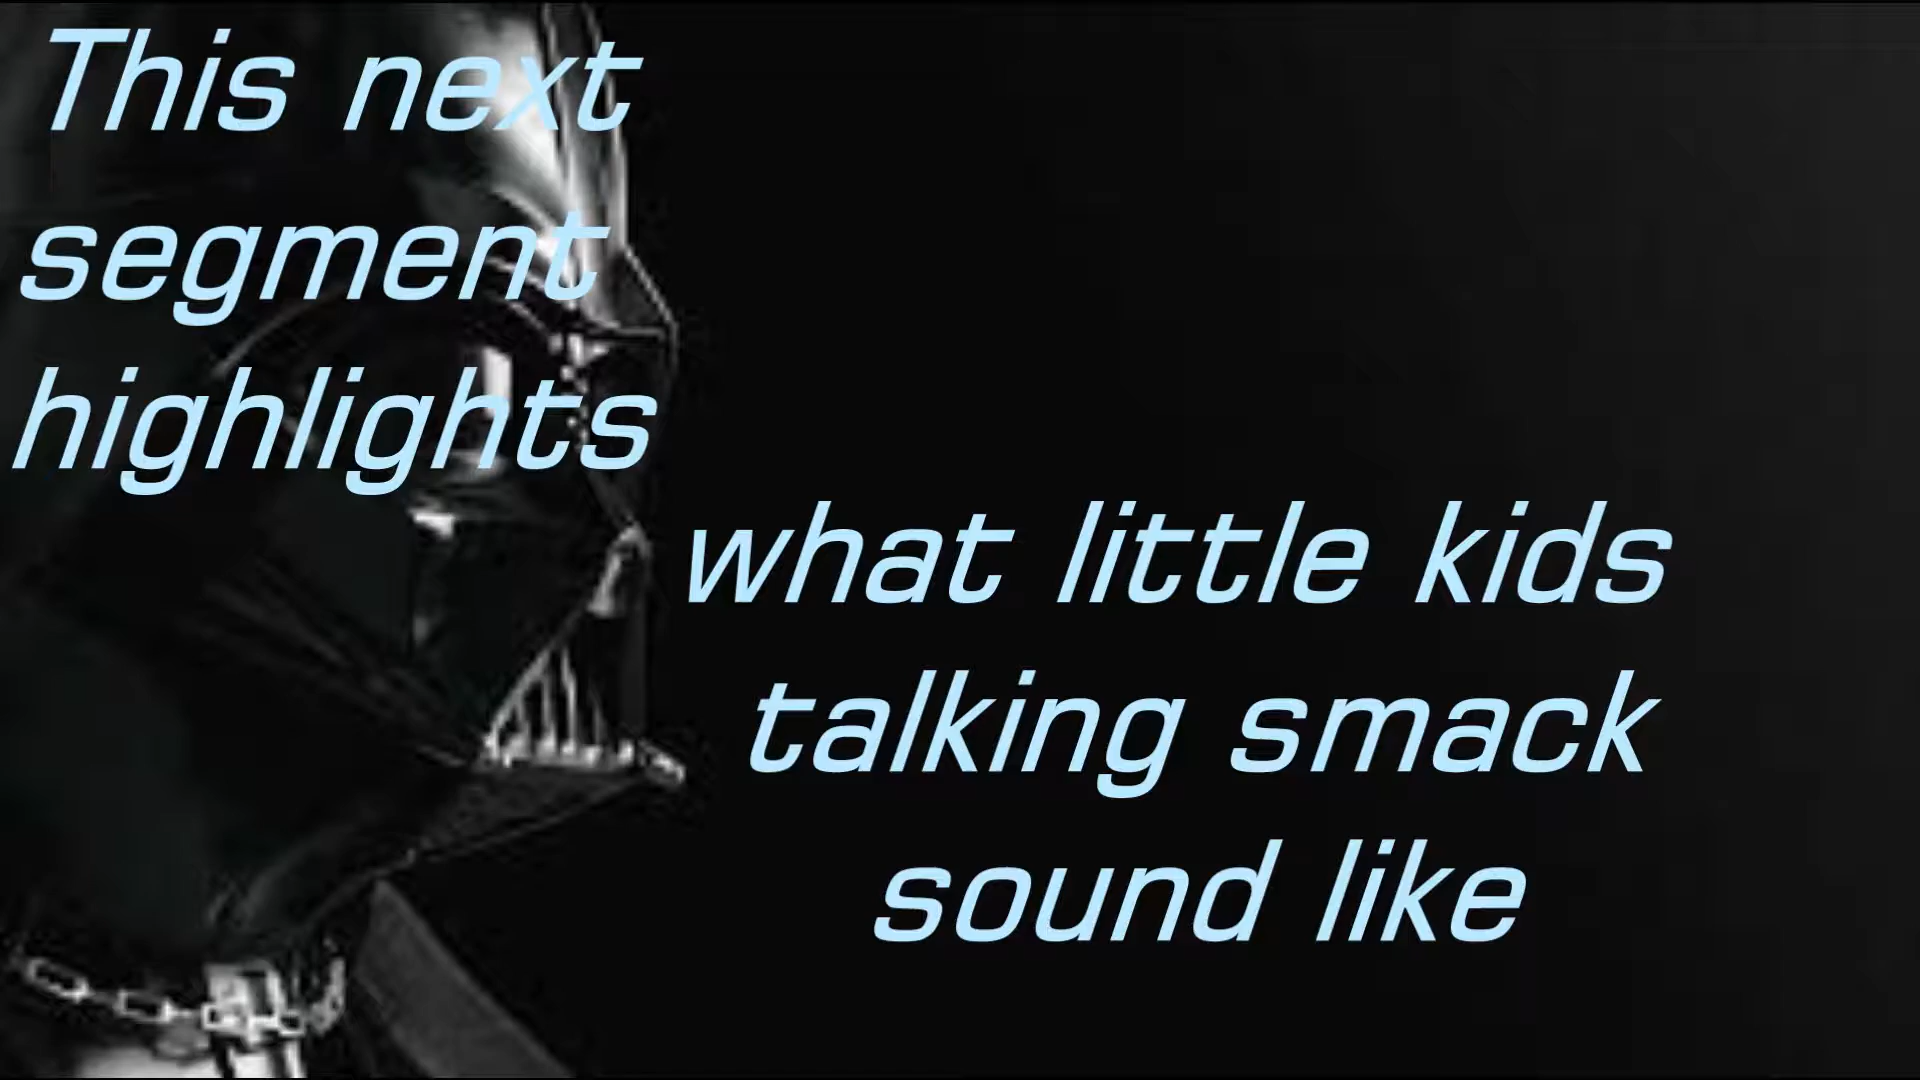 This next
segment
highlights
what little kids
talking smack
sound like